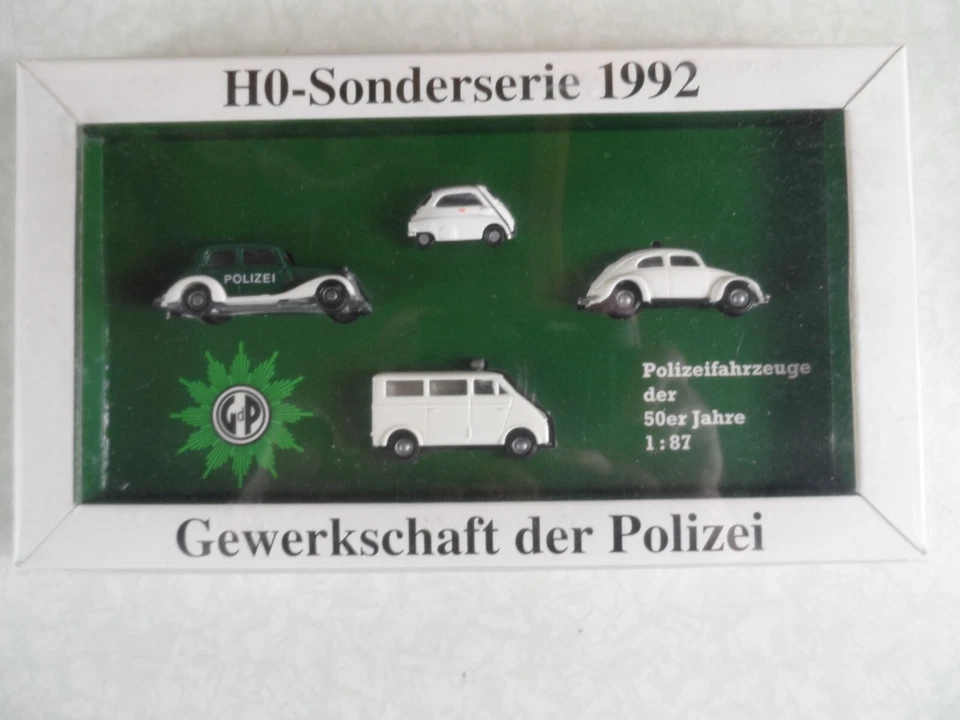 H0-Sonderserie 1992
POLIZEI
GdP
Polizeifahrzeuge
der
50er Jahre
1:87
Gewerkschaft der Polizei